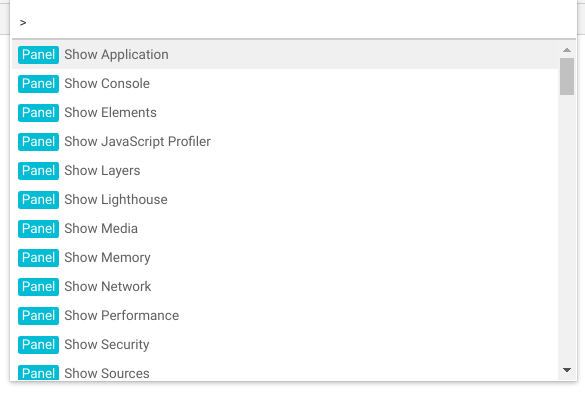 >
Panel Show Application
Panel Show Console
Panel Show Elements
Panel Show JavaScript Profiler
Panel Show Layers
Panel Show Lighthouse
Panel Show Media
Panel Show Memory
Panel Show Network
Panel Show Performance
Panel Show Security
Panel Show Sources